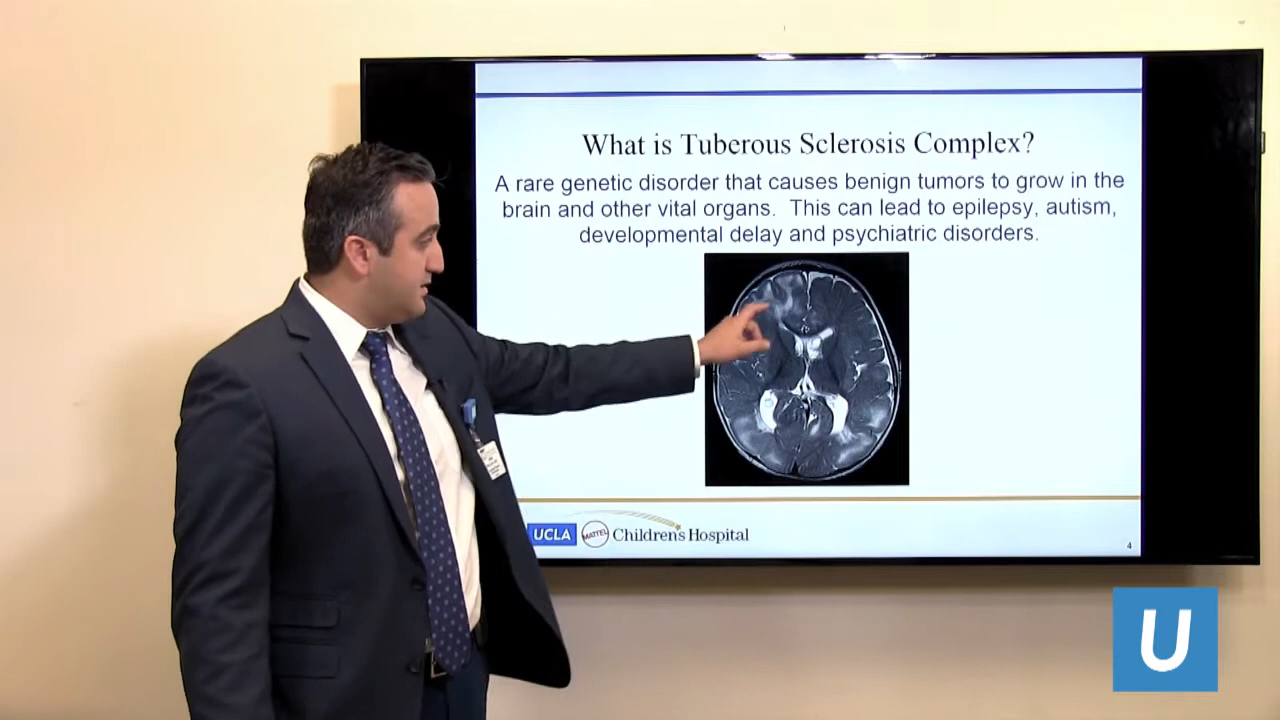 What is Tuberous Sclerosis Complex?
A rare genetic disorder that causes benign tumors to grow in the
brain and other vital organs. This can lead to epilepsy, autism,
developmental delay and psychiatric disorders.
UCLA MATTEL Children's Hospital
4
U